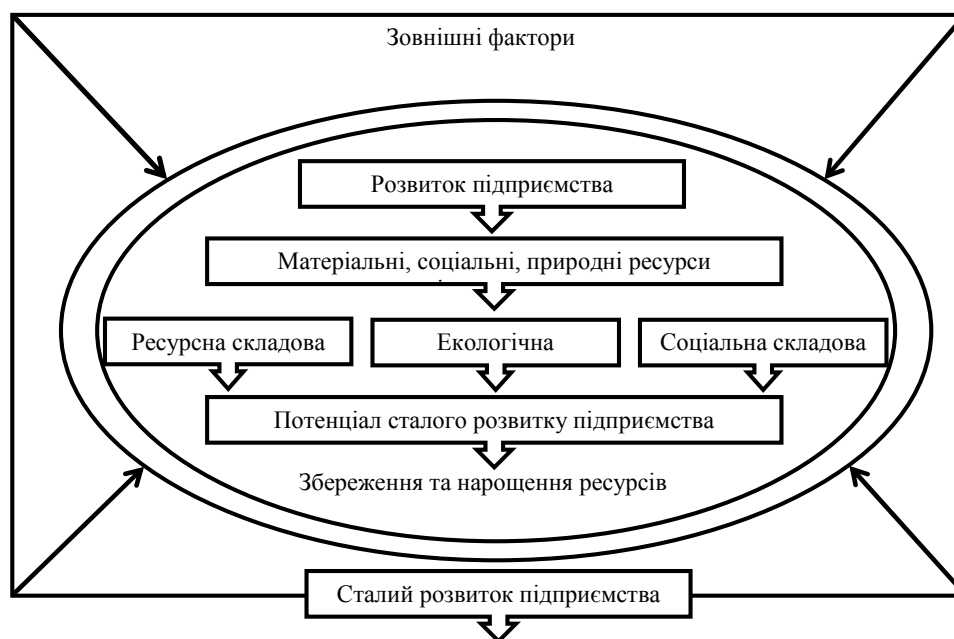 Зовнішні фактори
Розвиток підприємства
Матеріальні, соціальні, природні ресурси
Ресурсна складова
Екологічна
Соціальна складова
Потенціал сталого розвитку підприємства
Збереження та нарощення ресурсів
Сталий розвиток підприємства